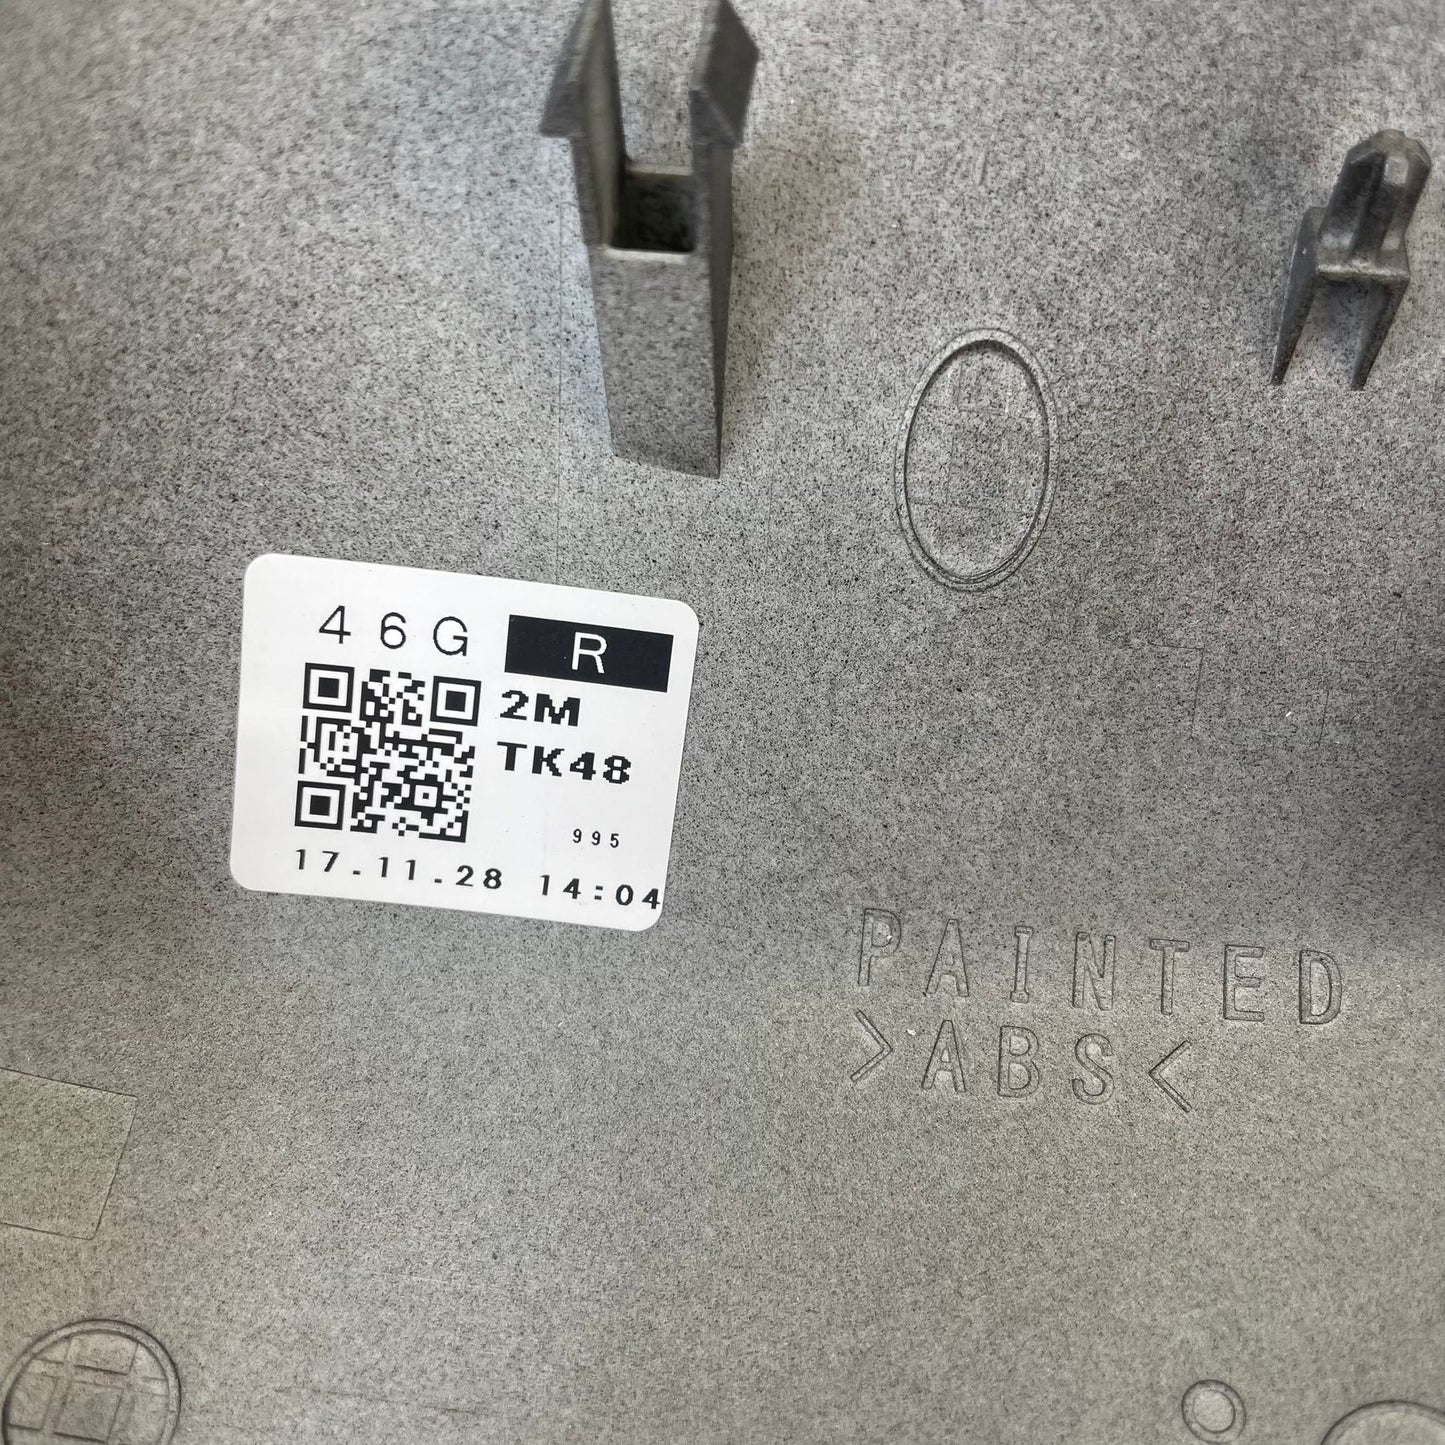 46G R
2M
TK48
995
17.11.28 14:04
PAINTED
>ABS<